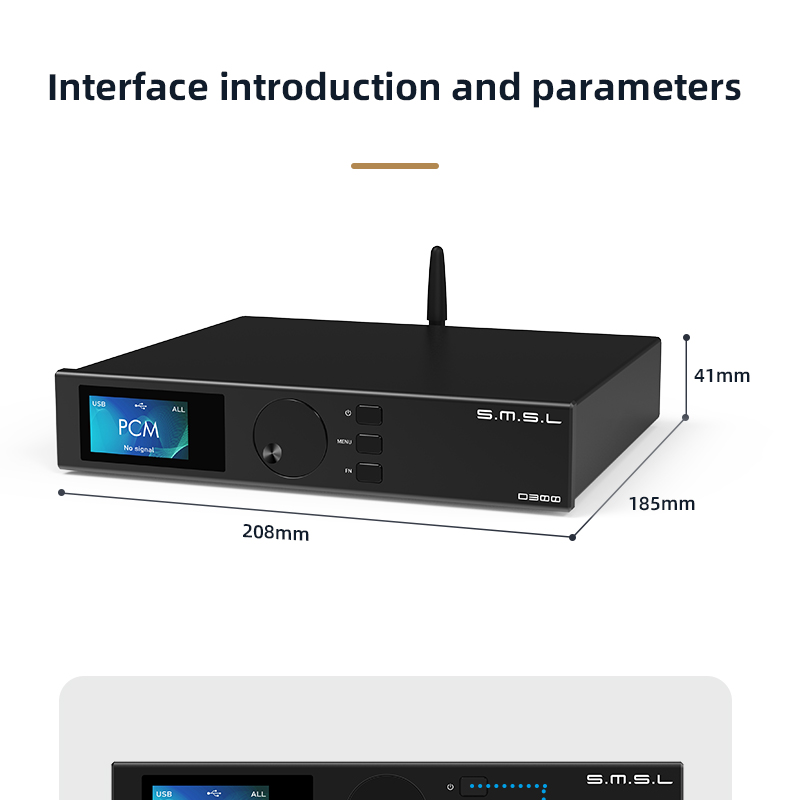 Interface introduction and parameters
41mm
USB
ALL
PCM
No signal
MENU
FN
S.M.S.L
D300
185mm
208mm
USB
ALL
S.M.S.L